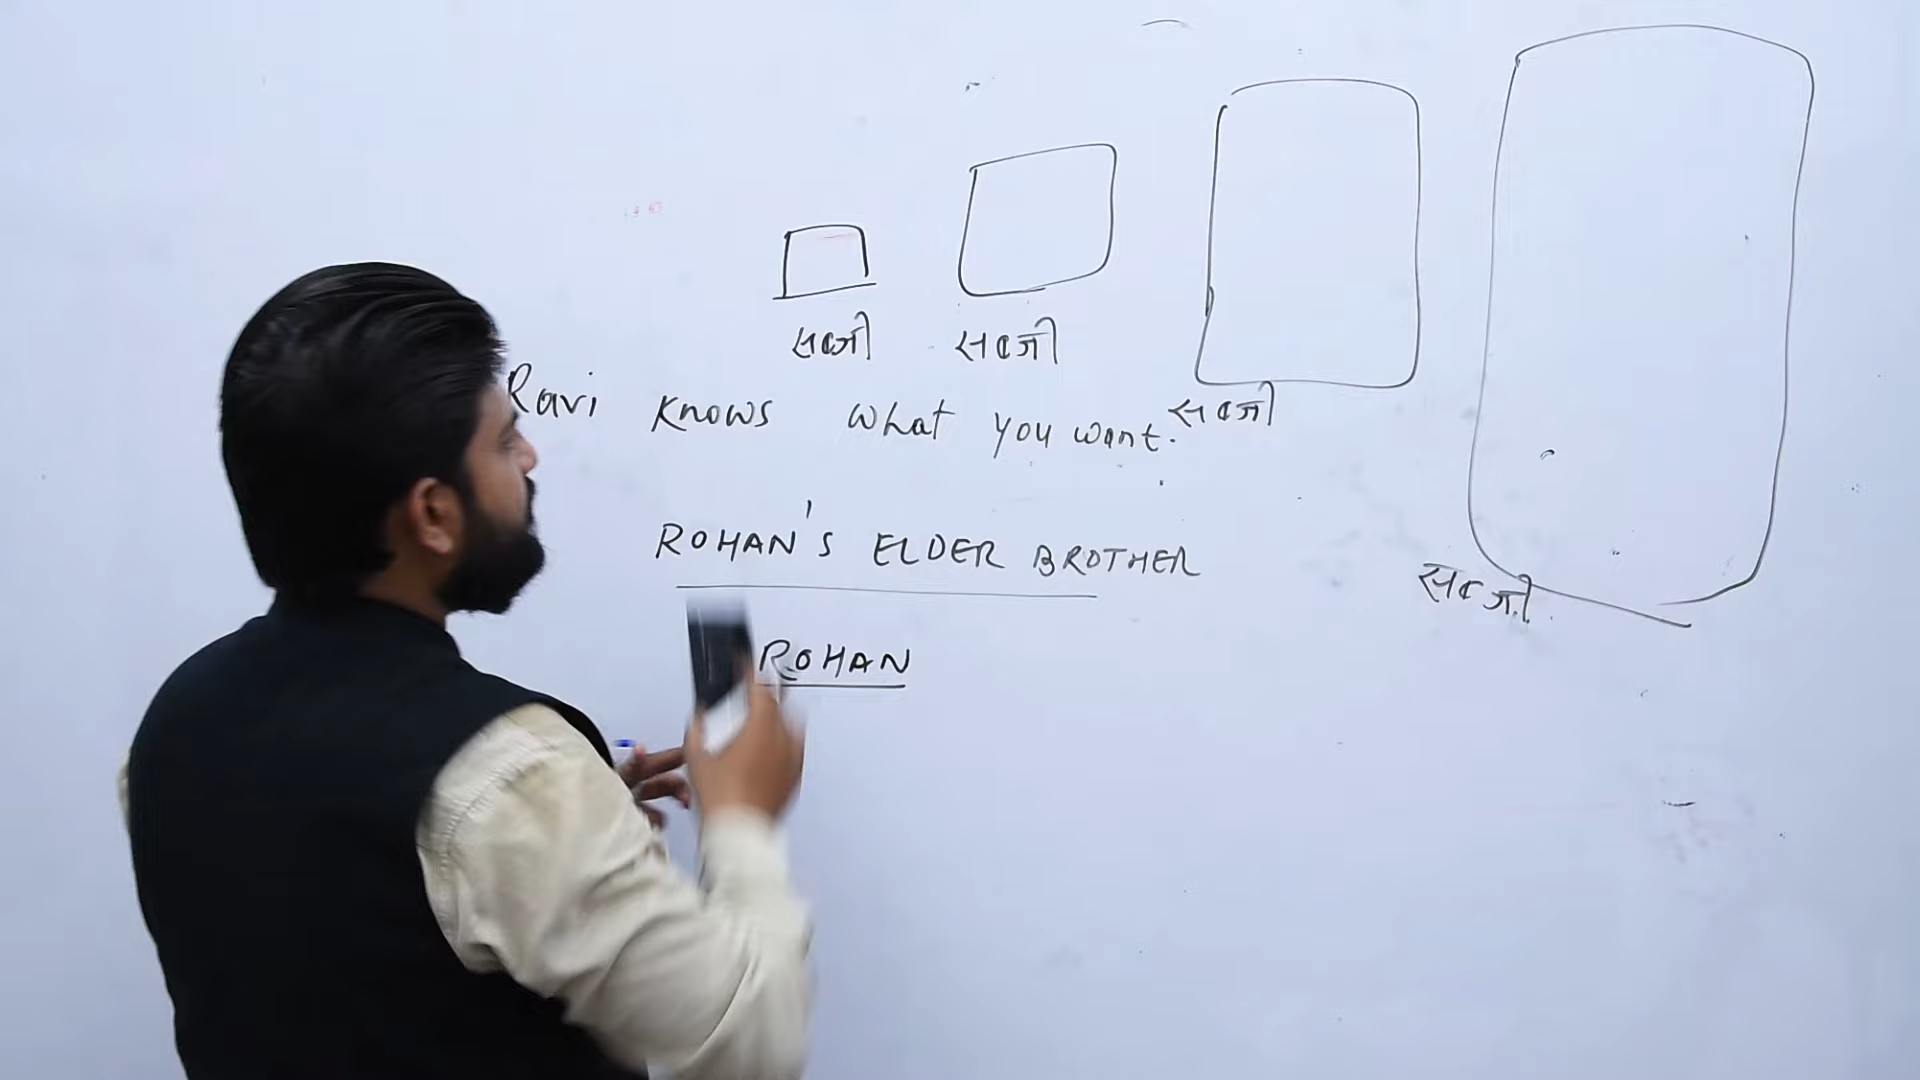 सब्जी सब्जी
सब्जी
Ravi knows what you want.
ROHAN'S ELDER BROTHER
सब्जी
ROHAN